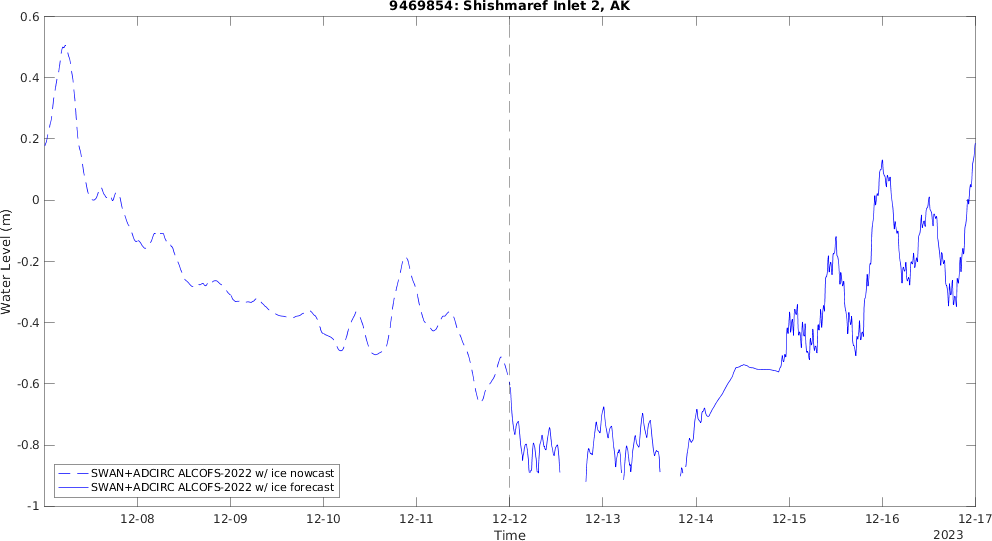 9469854: Shishmaref Inlet 2, AK
0.6
0.4
0.2
0
-0.2
-0.4
-0.6
-0.8
-1
Water Level (m)
SWAN+ADCIRC ALCOFS-2022 w/ ice nowcast
SWAN+ADCIRC ALCOFS-2022 w/ ice forecast
12-08 12-09 12-10 12-11 12-12 12-13 12-14 12-15 12-16 12-17
Time
2023